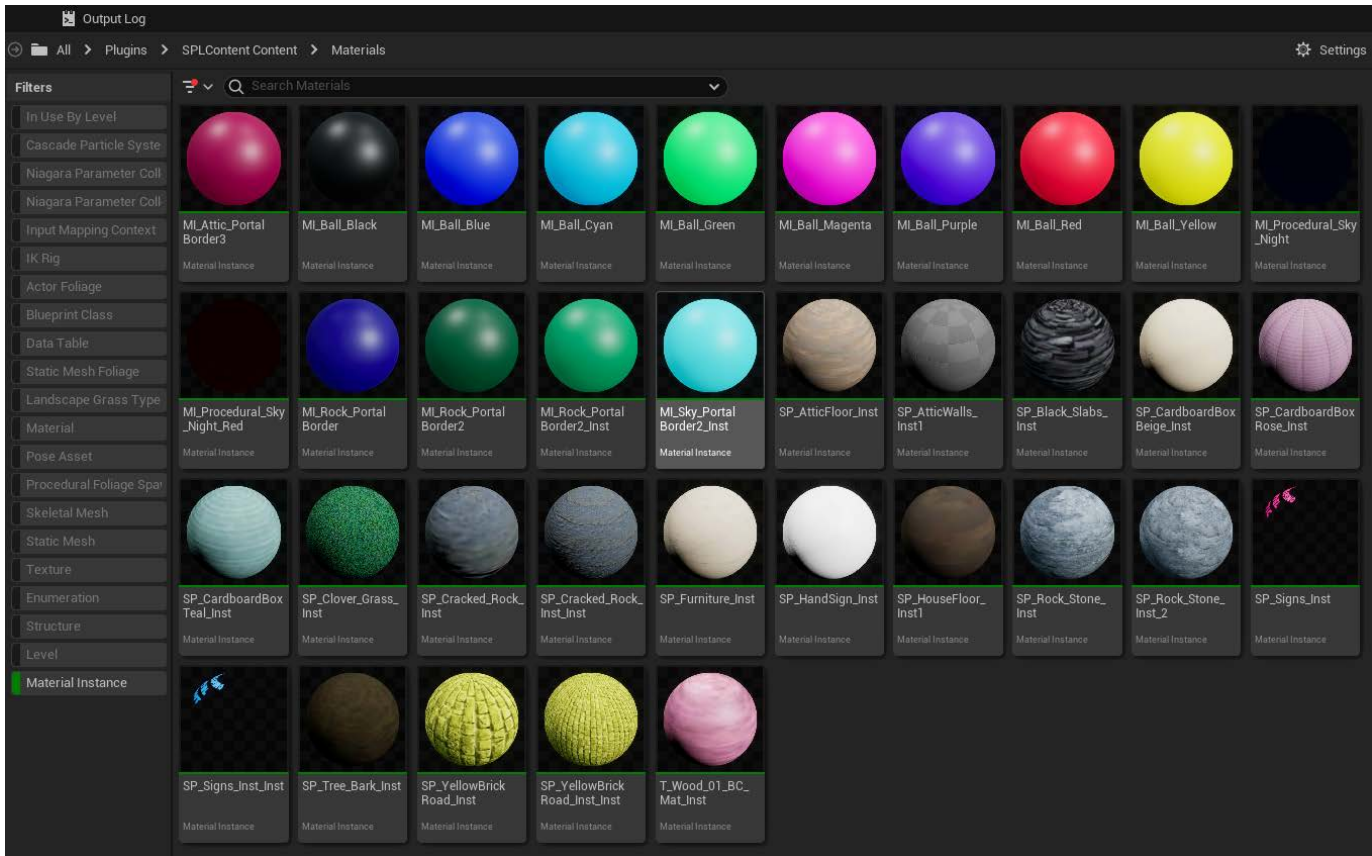 Output Log
All > Plugins > SPLContent Content > Materials
Settings
Filters
Search Materials
In Use By Level
Cascade Particle Syste
Niagara Parameter Coll
Niagara Parameter Coll
Input Mapping Context
IK Rig
Actor Foliage
Blueprint Class
Data Table
Static Mesh Foliage
Landscape Grass Type
Material
Pose Asset
Procedural Foliage Spa
Skeletal Mesh
Static Mesh
Texture
Enumeration
Structure
Level
Material Instance
MI_Attic_Portal
Border3
Material Instance
MI_Ball_Black
Material Instance
MI_Ball_Blue
Material Instance
MI_Ball_Cyan
Material Instance
MI_Ball_Green
Material Instance
MI_Ball_Magenta
Material Instance
MI_Ball_Purple
Material Instance
MI_Ball_Red
Material Instance
MI_Ball_Yellow
Material Instance
MI_Procedural_Sky
_Night
Material Instance
MI_Procedural_Sky
_Night_Red
Material Instance
MI_Rock_Portal
Border
Material Instance
MI_Rock_Portal
Border2
Material Instance
MI_Rock_Portal
Border2_Inst
Material Instance
MI_Sky_Portal
Border2_Inst
Material Instance
SP_AtticFloor_Inst
Material Instance
SP_AtticWalls_
Inst1
Material Instance
SP_Black_Slabs_
Inst
Material Instance
SP_CardboardBox
Beige_Inst
Material Instance
SP_CardboardBox
Rose_Inst
Material Instance
SP_CardboardBox
Teal_Inst
Material Instance
SP_Clover_Grass_
Inst
Material Instance
SP_Cracked_Rock_
Inst
Material Instance
SP_Cracked_Rock_
Inst_Inst
Material Instance
SP_Furniture_Inst
Material Instance
SP_HandSign_Inst
Material Instance
SP_HouseFloor_
Inst1
Material Instance
SP_Rock_Stone_
Inst
Material Instance
SP_Rock_Stone_
Inst_2
Material Instance
SP_Signs_Inst
Material Instance
SP_Signs_Inst_Inst
Material Instance
SP_Tree_Bark_Inst
Material Instance
SP_YellowBrick
Road_Inst
Material Instance
SP_YellowBrick
Road_Inst_Inst
Material Instance
T_Wood_01_BC_
Mat_Inst
Material Instance